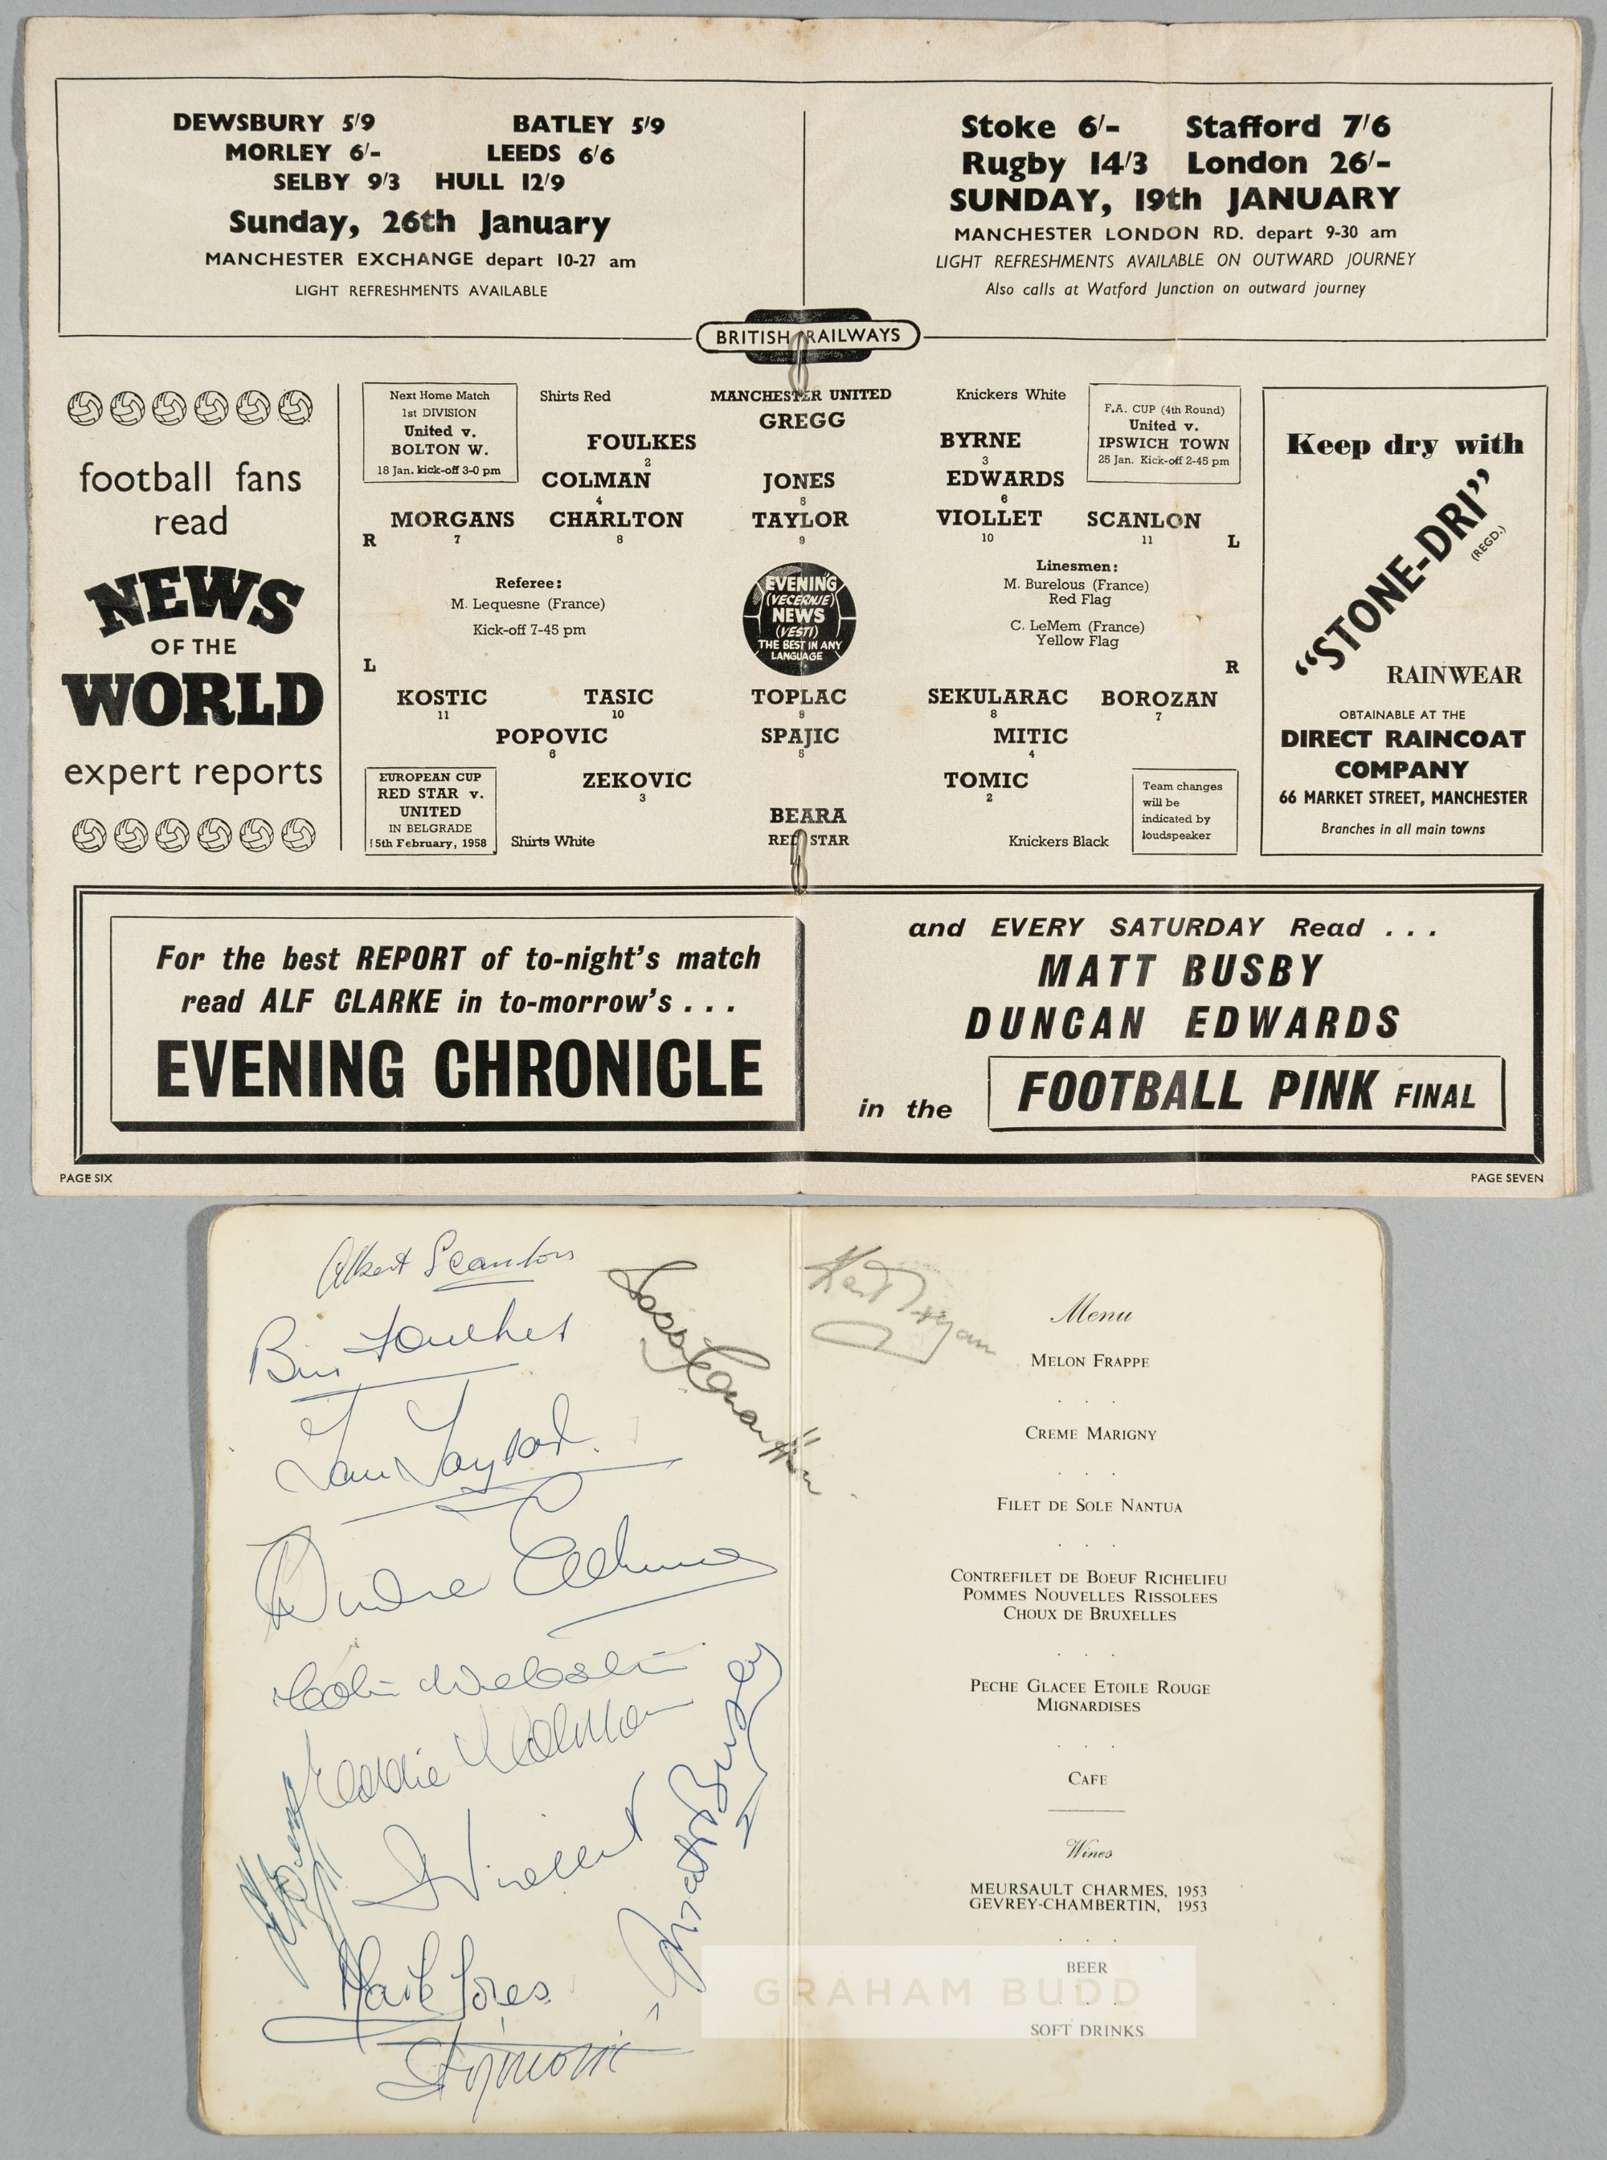 DEWSBURY 5/9 BATLEY 5/9
MORLEY 6/- LEEDS 6/6
SELBY 9/3 HULL 12/9
Sunday, 26th January
MANCHESTER EXCHANGE depart 10-27 am
LIGHT REFRESHMENTS AVAILABLE
Stoke 6/- Stafford 7/6
Rugby 14/3 London 26/-
SUNDAY, 19th JANUARY
MANCHESTER LONDON RD. depart 9-30 am
LIGHT REFRESHMENTS AVAILABLE ON OUTWARD JOURNEY
Also calls at Watford Junction on outward journey
BRITISH RAILWAYS
football fans
read
NEWS
OF THE
WORLD
expert reports
Next Home Match
1st DIVISION
United v.
BOLTON W.
18 Jan. kick-off 3-0 pm
Shirts Red
MANCHESTER UNITED
Knickers White
F.A. CUP (4th Round)
United v.
IPSWICH TOWN
25 Jan. Kick-off 2-45 pm
GREGG
FOULKES BYRNE
2 3
COLMAN JONES EDWARDS
4 5 6
MORGANS CHARLTON TAYLOR VIOLLET SCANLON
R 7 8 9 10 11 L
Referee:
M. Lequesne (France)
Kick-off 7-45 pm
EVENING
(VECERNJE)
NEWS
(VESTI)
THE BEST IN ANY
LANGUAGE
Linesmen:
M. Burelous (France)
Red Flag
C. LeMem (France)
Yellow Flag
L R
KOSTIC TASIC TOPLAC SEKULARAC BOROZAN
11 10 9 8 7
POPOVIC SPAJIC MITIC
6 5 4
ZEKOVIC TOMIC
3 2
BEARA
RED STAR
EUROPEAN CUP
RED STAR v.
UNITED
IN BELGRADE
5th February, 1958
Shirts White
Knickers Black
Team changes
will be
indicated by
loudspeaker
Keep dry with
"STONE-DRI"
(REGD.)
RAINWEAR
OBTAINABLE AT THE
DIRECT RAINCOAT
COMPANY
66 MARKET STREET, MANCHESTER
Branches in all main towns
For the best REPORT of to-night's match
read ALF CLARKE in to-morrow's . . .
EVENING CHRONICLE
and EVERY SATURDAY Read . . .
MATT BUSBY
DUNCAN EDWARDS
in the FOOTBALL PINK FINAL
PAGE SIX
PAGE SEVEN
Albert Scanlon
Bill Foulkes
Tom Taylor
Duncan Edwards
Colin Webster
Eddie Colman
D Viollet
Mark Jones
Matt Busby
Kent Morgans
Menu
MELON FRAPPE
. . .
CREME MARIGNY
. . .
FILET DE SOLE NANTUA
. . .
CONTREFILET DE BOEUF RICHELIEU
POMMES NOUVELLES RISSOLEES
CHOUX DE BRUXELLES
. . .
PECHE GLACEE ETOILE ROUGE
MIGNARDISES
. . .
CAFE
Wines
MEURSAULT CHARMES, 1953
GEVREY-CHAMBERTIN, 1953
. . .
BEER
GRAHAM BUDD
SOFT DRINKS